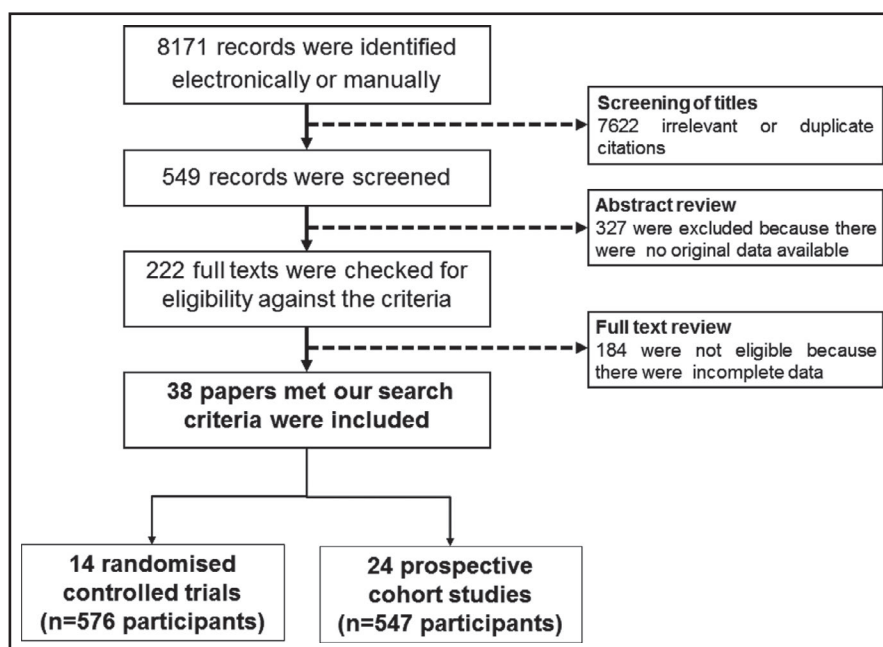 8171 records were identified
electronically or manually
Screening of titles
7622 irrelevant or duplicate
citations
549 records were screened
Abstract review
327 were excluded because there
were no original data available
222 full texts were checked for
eligibility against the criteria
Full text review
184 were not eligible because
there were incomplete data
38 papers met our search
criteria were included
14 randomised
controlled trials
(n=576 participants)
24 prospective
cohort studies
(n=547 participants)